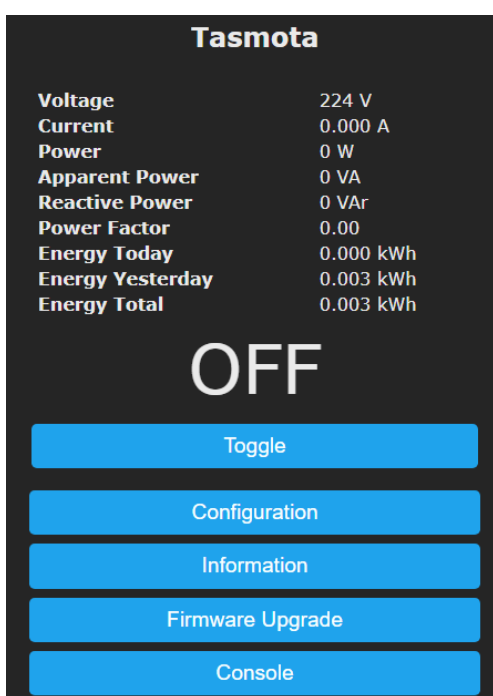 Tasmota
Voltage 224 V
Current 0.000 A
Power 0 W
Apparent Power 0 VA
Reactive Power 0 VAr
Power Factor 0.00
Energy Today 0.000 kWh
Energy Yesterday 0.003 kWh
Energy Total 0.003 kWh
OFF
Toggle
Configuration
Information
Firmware Upgrade
Console